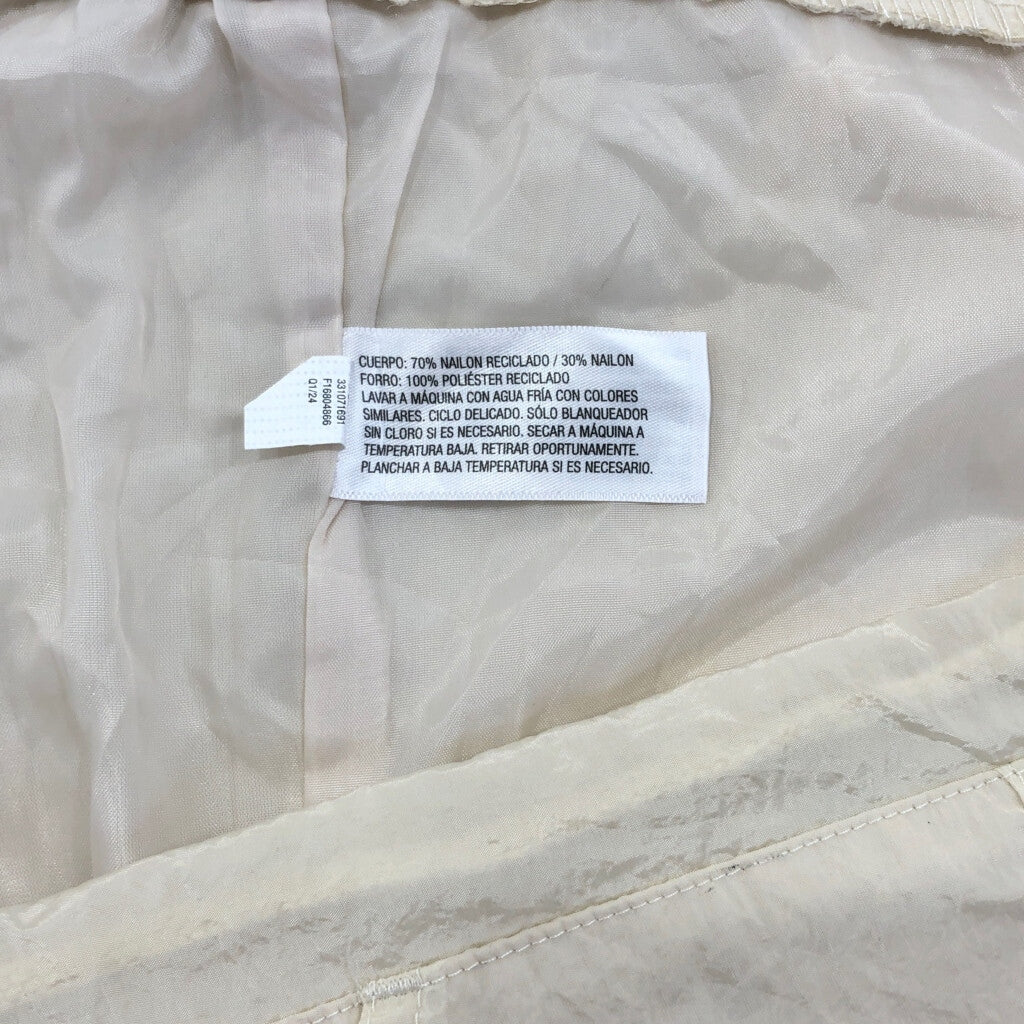 CUERPO: 70% NAILON RECICLADO / 30% NAILON
FORRO: 100% POLIÉSTER RECICLADO
LAVAR A MÁQUINA CON AGUA FRÍA CON COLORES
SIMILARES. CICLO DELICADO. SÓLO BLANQUEADOR
SIN CLORO SI ES NECESARIO. SECAR A MÁQUINA A
TEMPERATURA BAJA. RETIRAR OPORTUNAMENTE.
PLANCHAR A BAJA TEMPERATURA SI ES NECESARIO.
331071691
F16804866
Q1/24